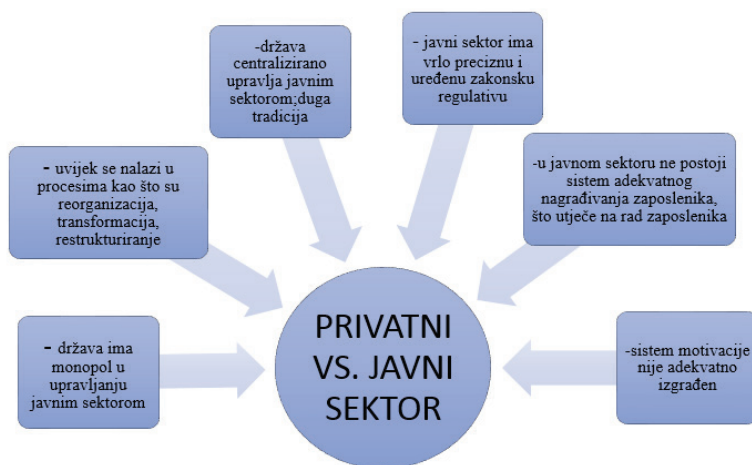 -država
centralizirano
upravlja javnim
sektorom;duga
tradicija
- javni sektor ima
vrlo preciznu i
uređenu zakonsku
regulativu
- uvijek se nalazi u
procesima kao što su
reorganizacija,
transformacija,
restrukturiranje
-u javnom sektoru ne postoji
sistem adekvatnog
nagrađivanja zaposlenika,
što utječe na rad zaposlenika
- država ima
monopol u
upravljanju
javnim sektorom
PRIVATNI
VS. JAVNI
SEKTOR
-sistem motivacije
nije adekvatno
izgrađen